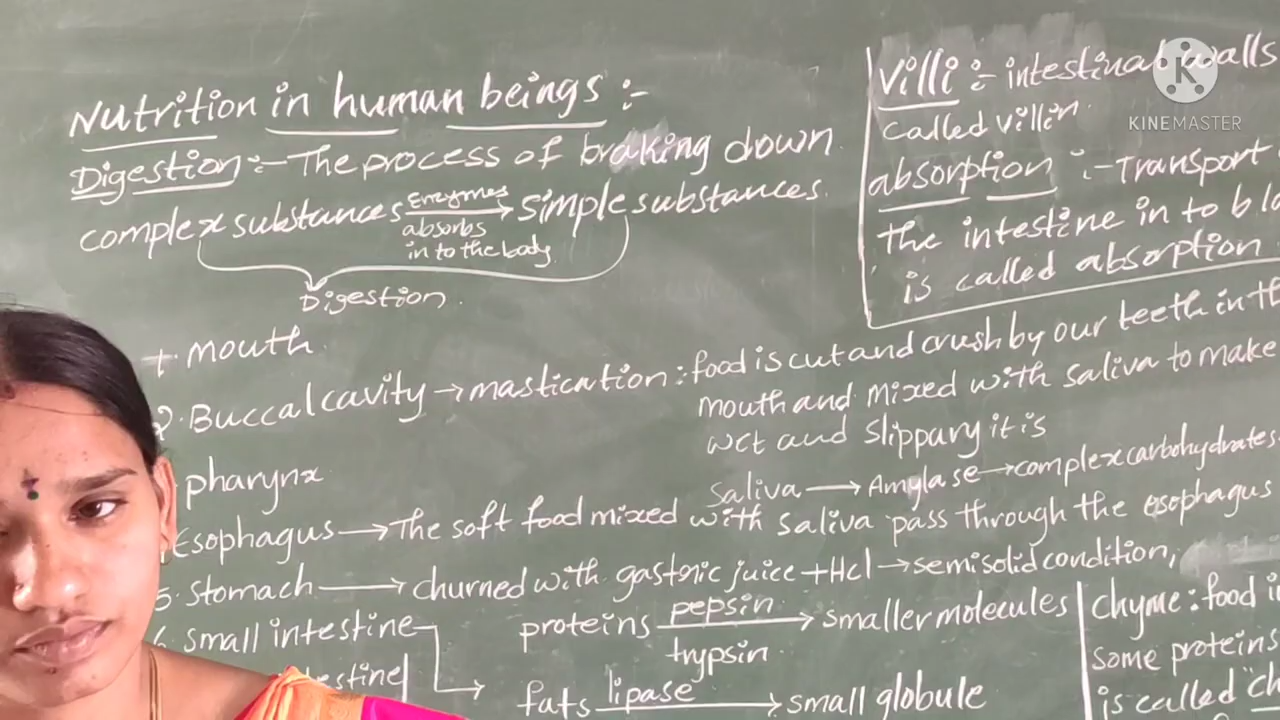 Nutrition in human beings :-
Digestion :- The process of braking down
complex substances enzymes simple substances.
absorbs
in to the body
Digestion.
1. mouth
2. Buccal cavity → mastication : food is cut and crush by our teeth in the
mouth and mixed with saliva to make
wet and slippary it is
Saliva → Amylase → complex carbohydrates
pharynx
Esophagus → The soft food mixed with saliva pass through the esophagus
5. Stomach → churned with gastric juice + Hcl → semisolid condition,
6. small intestine
proteins pepsin smaller molecules
trypsin
fats lipase small globule
Villi :- intestinal walls
called villin
absorption :- Transport
the intestine in to blo
is called absorption
chyme : food in
some proteins
is called "ch
K
KINEMASTER